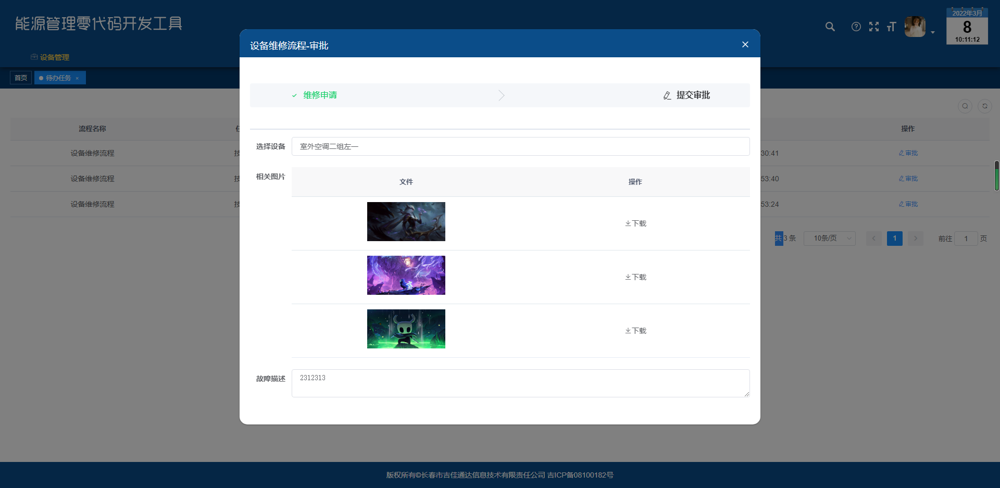 能源管理零代码开发工具
2022年3月
8
10:11:12
设备管理
首页
待办任务 ×
设备维修流程-审批
维修申请
提交审批
流程名称
操作
选择设备
室外空调二组左一
设备维修流程
30:41
审批
设备维修流程
53:40
审批
设备维修流程
53:24
审批
相关图片
文件
操作
下载
下载
下载
共 3 条
10条/页
1
前往 1 页
故障描述
2312313
版权所有©长春市吉佳通达信息技术有限责任公司 吉ICP备08100182号